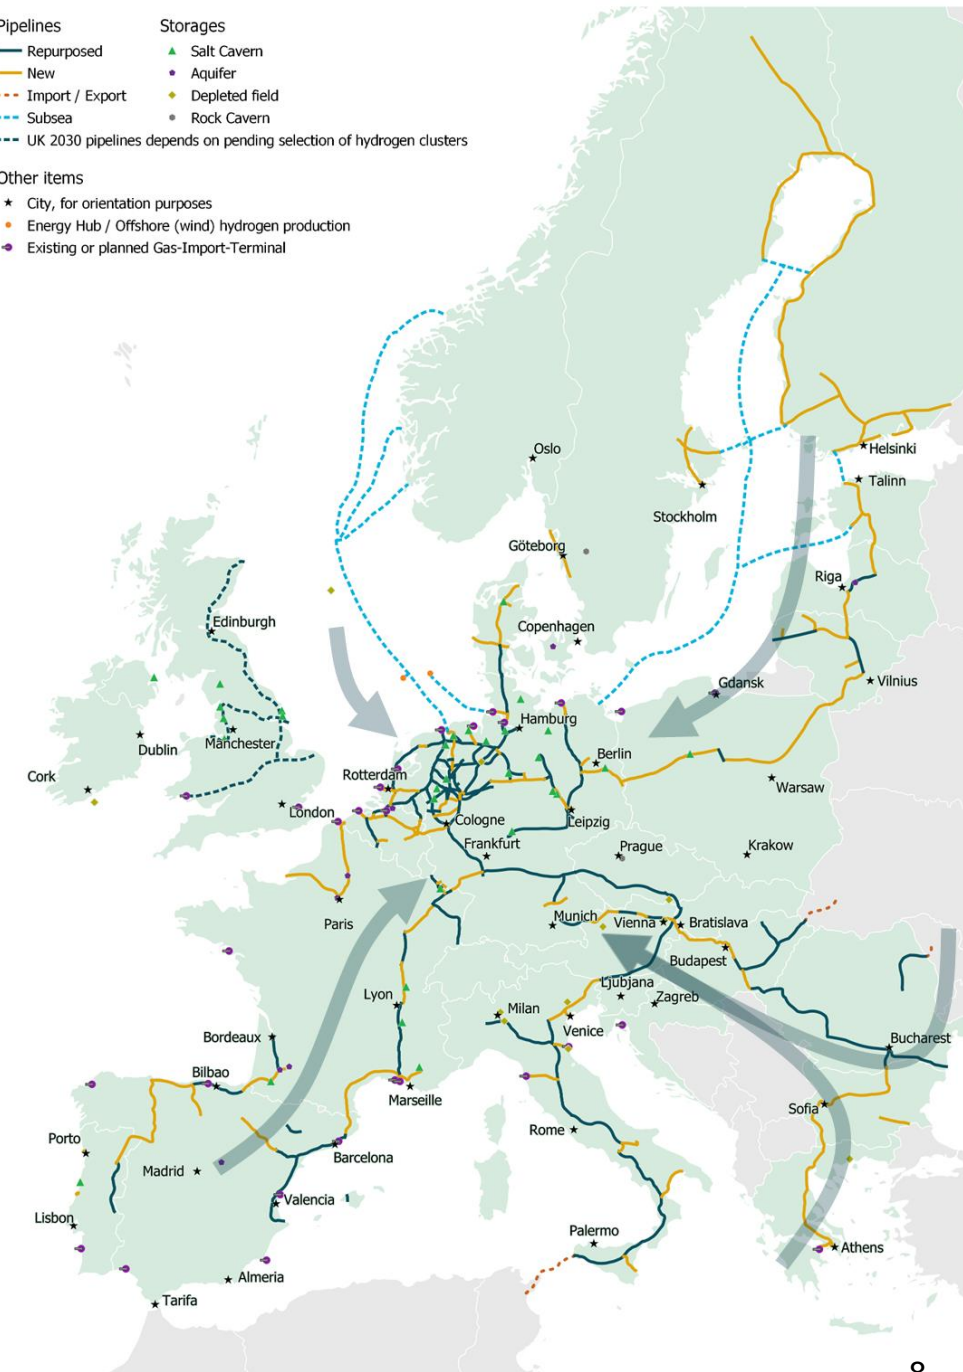 Pipelines
Repurposed
New
Import / Export
Subsea
UK 2030 pipelines depends on pending selection of hydrogen clusters
Storages
Salt Cavern
Aquifer
Depleted field
Rock Cavern
Other items
City, for orientation purposes
Energy Hub / Offshore (wind) hydrogen production
Existing or planned Gas-Import-Terminal
Oslo
Helsinki
Talinn
Stockholm
Göteborg
Riga
Edinburgh
Copenhagen
Vilnius
Gdansk
Hamburg
Dublin
Manchester
Berlin
Cork
Rotterdam
Warsaw
London
Cologne
Leipzig
Frankfurt
Prague
Krakow
Paris
Munich
Vienna
Bratislava
Budapest
Ljubjana
Zagreb
Lyon
Milan
Venice
Bordeaux
Bucharest
Bilbao
Marseille
Sofia
Porto
Rome
Barcelona
Madrid
Valencia
Lisbon
Palermo
Athens
Almeria
Tarifa
8